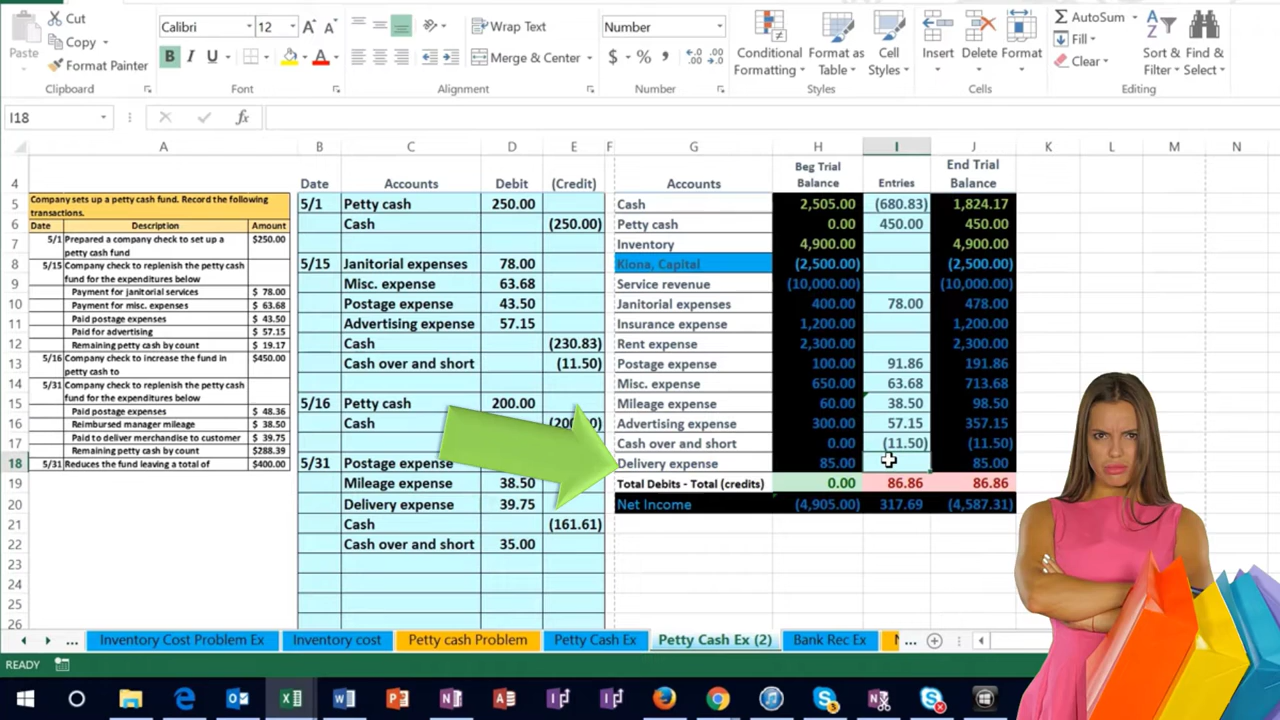 Cut
Calibri 12
Wrap Text
Number
AutoSum
Paste
Copy
Conditional Formatting
Format as Table
Cell Styles
Insert
Delete
Format
Fill
Sort & Filter
Find & Select
Format Painter
B I U
Merge & Center
$ % ,
Clear
Clipboard
Font
Alignment
Number
Styles
Cells
Editing
I18
fx
A B C D E F G H I J K L M N
4 Date Accounts Debit (Credit) Accounts Beg Trial Balance Entries End Trial Balance
Company sets up a petty cash fund. Record the following
transactions.
Date Description Amount
5/1 Prepared a company check to set up a $250.00
petty cash fund
5/15 Company check to replenish the petty cash
fund for the expenditures below
Payment for janitorial services $ 78.00
Payment for misc. expenses $ 63.68
Paid postage expenses $ 43.50
Paid for advertising $ 57.15
Remaining petty cash by count $ 19.17
5/16 Company check to increase the fund in $450.00
petty cash to
5/31 Company check to replenish the petty cash
fund for the expenditures below
Paid postage expenses $ 48.36
Reimbursed manager mileage $ 38.50
Paid to deliver merchandise to customer $ 39.75
Remaining petty cash by count $288.39
5/31 Reduces the fund leaving a total of $400.00
5 5/1 Petty cash 250.00
6 Cash (250.00)
7
8 5/15 Janitorial expenses 78.00
9 Misc. expense 63.68
10 Postage expense 43.50
11 Advertising expense 57.15
12 Cash (230.83)
13 Cash over and short (11.50)
14
15 5/16 Petty cash 200.00
16 Cash
17
18 5/31 Postage expense
19 Mileage expense 38.50
20 Delivery expense 39.75
21 Cash (161.61)
22 Cash over and short 35.00
23
24
25
26
Cash 2,505.00 (680.83) 1,824.17
Petty cash 0.00 450.00 450.00
Inventory 4,900.00 4,900.00
Kiona, Capital (2,500.00) (2,500.00)
Service revenue (10,000.00) (10,000.00)
Janitorial expenses 400.00 78.00 478.00
Insurance expense 1,200.00 1,200.00
Rent expense 2,300.00 2,300.00
Postage expense 100.00 91.86 191.86
Misc. expense 650.00 63.68 713.68
Mileage expense 60.00 38.50 98.50
Advertising expense 300.00 57.15 357.15
Cash over and short 0.00 (11.50) (11.50)
Delivery expense 85.00 85.00
Total Debits - Total (credits) 0.00 86.86 86.86
Net Income (4,905.00) 317.69 (4,587.31)
... Inventory Cost Problem Ex Inventory cost Petty cash Problem Petty Cash Ex Petty Cash Ex (2) Bank Rec Ex ...
READY